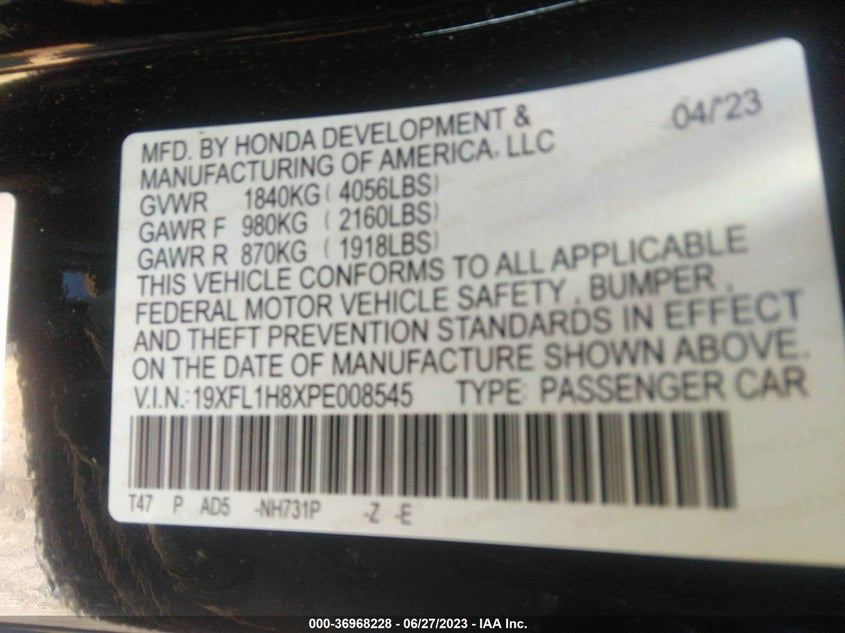 04/'23
MFD. BY HONDA DEVELOPMENT &
MANUFACTURING OF AMERICA, LLC
GVWR 1840KG ( 4056LBS)
GAWR F 980KG ( 2160LBS)
GAWR R 870KG ( 1918LBS)
THIS VEHICLE CONFORMS TO ALL APPLICABLE
FEDERAL MOTOR VEHICLE SAFETY , BUMPER ,
AND THEFT PREVENTION STANDARDS IN EFFECT
ON THE DATE OF MANUFACTURE SHOWN ABOVE.
V.I.N.:19XFL1H8XPE008545 TYPE: PASSENGER CAR
T47 P AD5 -NH731P -Z -E
000-36968228 - 06/27/2023 - IAA Inc.